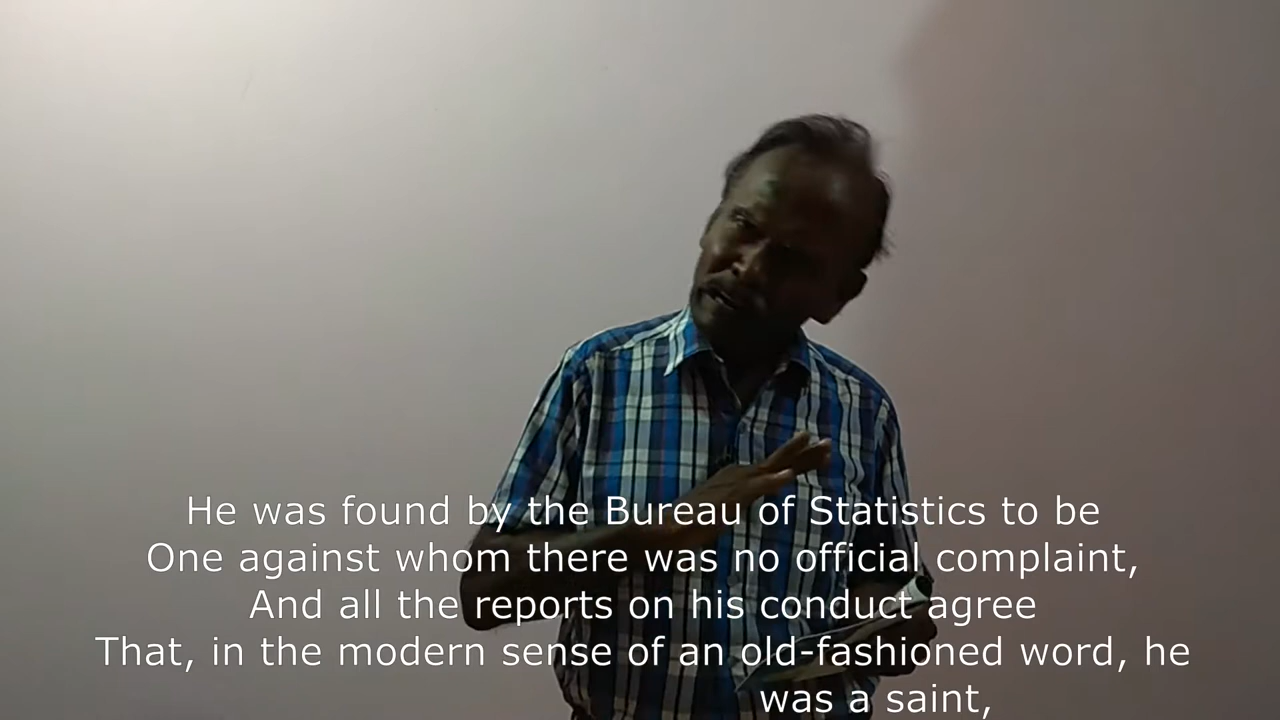 He was found by the Bureau of Statistics to be
One against whom there was no official complaint,
And all the reports on his conduct agree
That, in the modern sense of an old-fashioned word, he
was a saint,